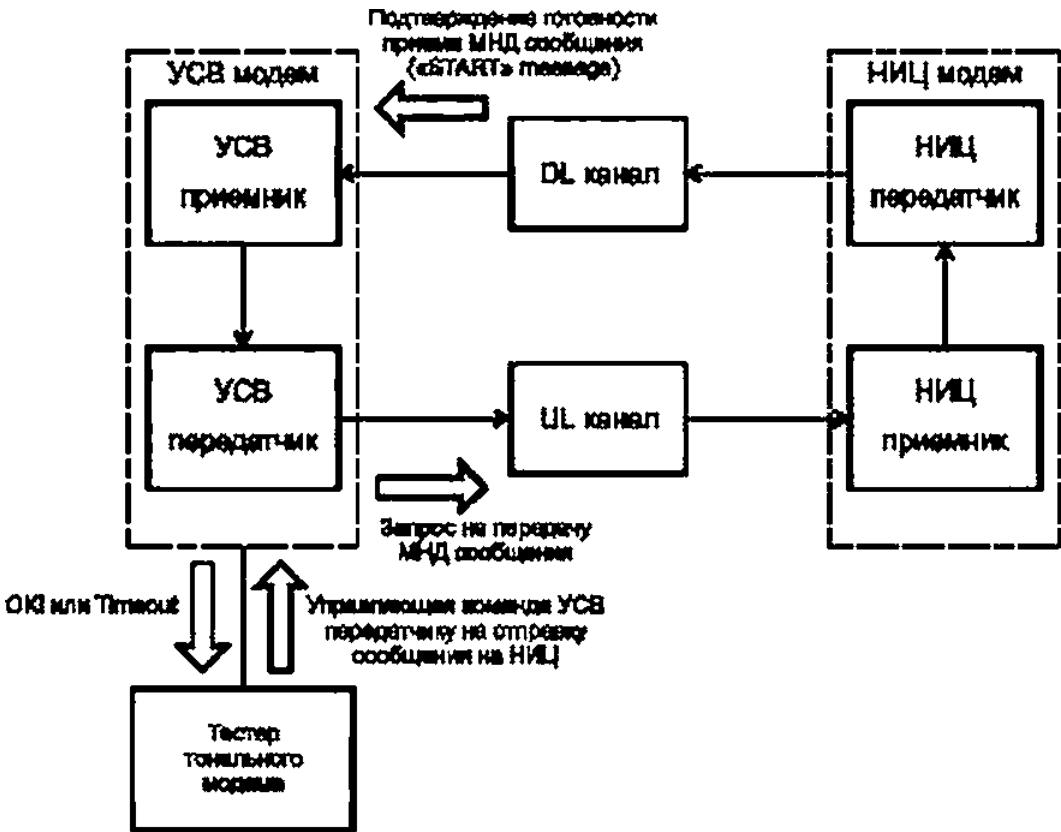 Подтверждение готовности
приема МНД сообщения
(«START» message)
УСВ модем
НИЦ модем
УСВ
приемник
DL канал
НИЦ
передатчик
УСВ
передатчик
UL канал
НИЦ
приемник
Запрос на передачу
МНД сообщения
OK! или Timeout
Управляющая команда УСВ
передатчику на отправку
сообщения на НИЦ
Тестер
тонального
модема